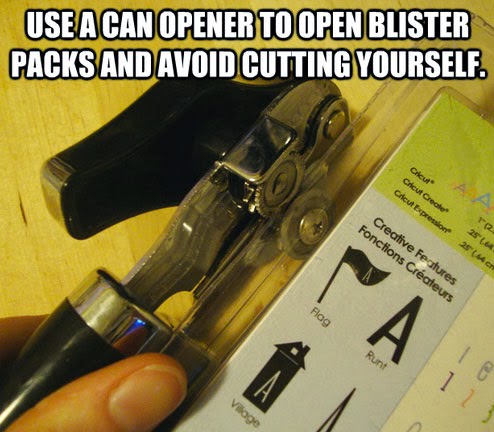 USE A CAN OPENER TO OPEN BLISTER
PACKS AND AVOID CUTTING YOURSELF.
Cricut®
Cricut Create®
Cricut Expression®
Creative Features
Fonctions Créateurs
A
Flag
A
Runt
A
Village